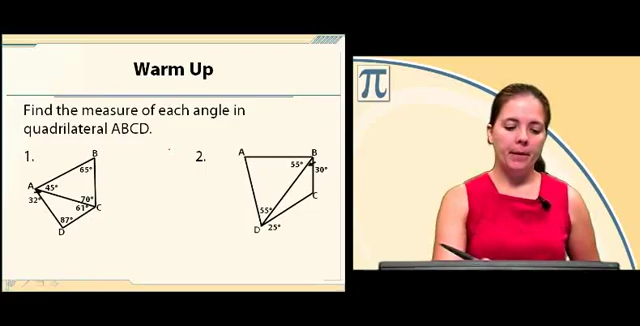 Warm Up
Find the measure of each angle in
quadrilateral ABCD.
1.
B
65°
A
45°
32°
70°
61°
C
87°
D
2.
A
B
55°
30°
C
55°
D
25°
π